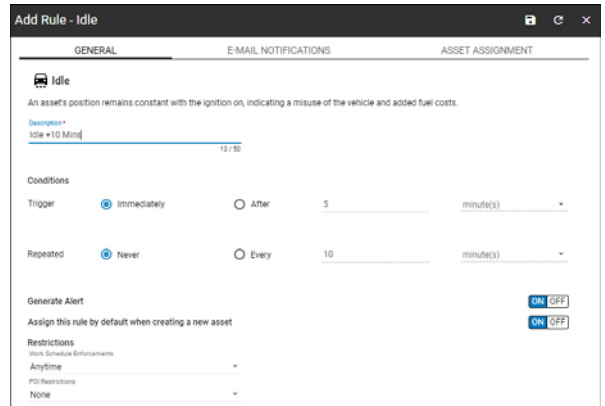 Add Rule - Idle
GENERAL E-MAIL NOTIFICATIONS ASSET ASSIGNMENT
Idle
An asset's position remains constant with the ignition on, indicating a misuse of the vehicle and added fuel costs.
Description *
Idle +10 Mins
13 / 50
Conditions
Trigger Immediately After 5 minute(s)
Repeated Never Every 10 minute(s)
Generate Alert ON OFF
Assign this rule by default when creating a new asset ON OFF
Restrictions
Work Schedule Enforcements
Anytime
POI Restrictions
None